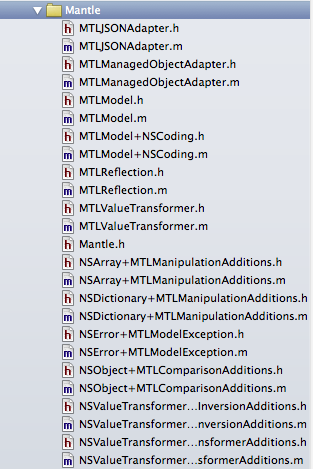 Mantle
MTLJSONAdapter.h
MTLJSONAdapter.m
MTLManagedObjectAdapter.h
MTLManagedObjectAdapter.m
MTLModel.h
MTLModel.m
MTLModel+NSCoding.h
MTLModel+NSCoding.m
MTLReflection.h
MTLReflection.m
MTLValueTransformer.h
MTLValueTransformer.m
Mantle.h
NSArray+MTLManipulationAdditions.h
NSArray+MTLManipulationAdditions.m
NSDictionary+MTLManipulationAdditions.h
NSDictionary+MTLManipulationAdditions.m
NSError+MTLModelException.h
NSError+MTLModelException.m
NSObject+MTLComparisonAdditions.h
NSObject+MTLComparisonAdditions.m
NSValueTransformer...InversionAdditions.h
NSValueTransformer...nversionAdditions.m
NSValueTransformer...nsformerAdditions.h
NSValueTransformer...sformerAdditions.m